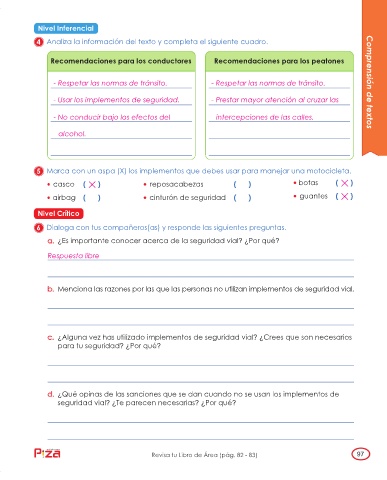 Nivel Inferencial
4 Analiza la información del texto y completa el siguiente cuadro.
Recomendaciones para los conductores
Recomendaciones para los peatones
- Respetar las normas de tránsito.
- Usar los implementos de seguridad.
- No conducir bajo los efectos del
alcohol.
- Respetar las normas de tránsito.
- Prestar mayor atención al cruzar las
intercepciones de las calles.
Comprensión de textos
5 Marca con un aspa (X) los implementos que debes usar para manejar una motocicleta.
• casco ( X ) • reposacabezas ( ) • botas ( X )
• airbag ( ) • cinturón de seguridad ( ) • guantes ( X )
Nivel Crítico
6 Dialoga con tus compañeros(as) y responde las siguientes preguntas.
a. ¿Es importante conocer acerca de la seguridad vial? ¿Por qué?
Respuesta libre
b. Menciona las razones por las que las personas no utilizan implementos de seguridad vial.
c. ¿Alguna vez has utilizado implementos de seguridad vial? ¿Crees que son necesarios
para tu seguridad? ¿Por qué?
d. ¿Qué opinas de las sanciones que se dan cuando no se usan los implementos de
seguridad vial? ¿Te parecen necesarias? ¿Por qué?
Revisa tu Libro de Área (pág. 82 - 83)
97